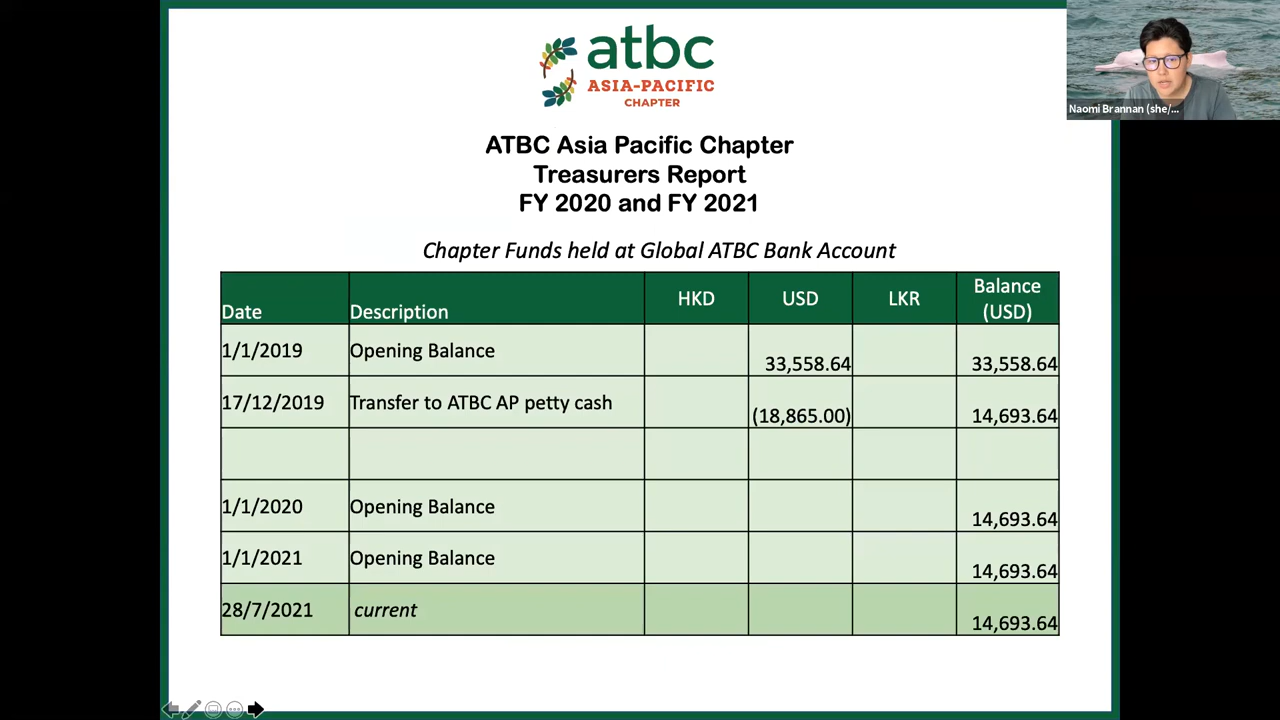 atbc
ASIA-PACIFIC
CHAPTER
Naomi Brannan (she/...
ATBC Asia Pacific Chapter
Treasurers Report
FY 2020 and FY 2021
Chapter Funds held at Global ATBC Bank Account
Date Description HKD USD LKR Balance (USD)
1/1/2019 Opening Balance 33,558.64 33,558.64
17/12/2019 Transfer to ATBC AP petty cash (18,865.00) 14,693.64
1/1/2020 Opening Balance 14,693.64
1/1/2021 Opening Balance 14,693.64
28/7/2021 current 14,693.64